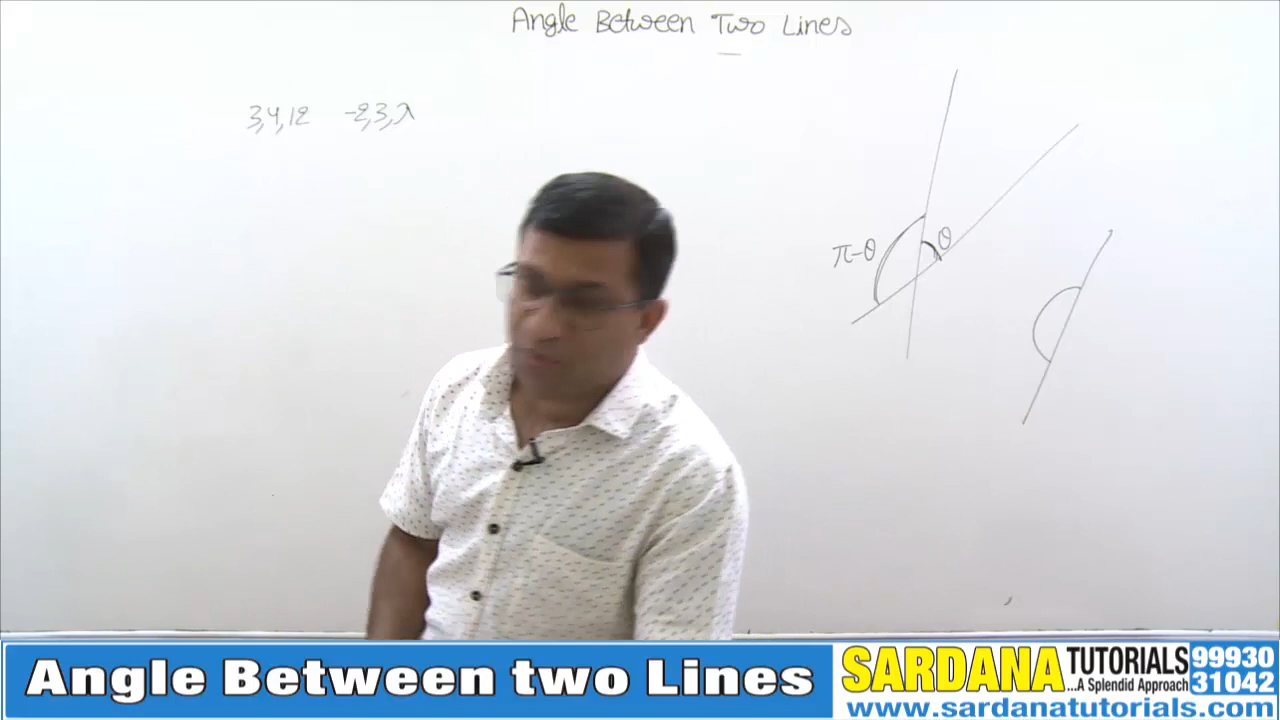 Angle Between Two Lines
3,4,12 -2,3,λ
π-θ
θ
Angle Between two Lines
SARDANA TUTORIALS 99930
...A Splendid Approach 31042
www.sardanatutorials.com